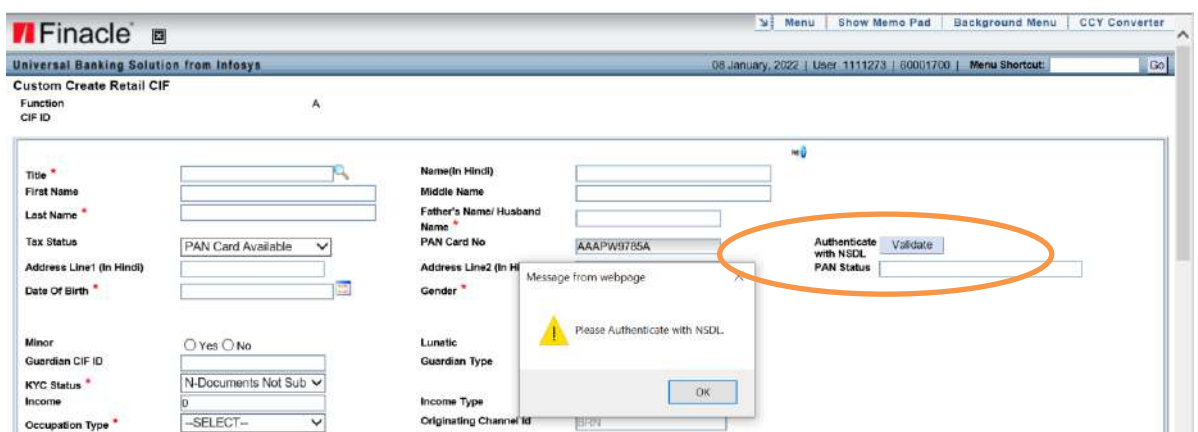 Finacle
Menu | Show Memo Pad | Background Menu | CCY Converter
Universal Banking Solution from Infosys
08 January, 2022 | User 1111273 | 60001700 | Menu Shortcut: Go
Custom Create Retail CIF
Function A
CIF ID
Title * Name(In Hindi)
First Name Middle Name
Last Name * Father's Name/ Husband Name *
Tax Status PAN Card Available PAN Card No AAAPW9785A Authenticate with NSDL Validate
Address Line1 (In Hindi) Address Line2 (In Hi PAN Status
Date Of Birth * Gender *
Message from webpage
Please Authenticate with NSDL.
OK
Minor Yes No Lunatic
Guardian CIF ID Guardian Type
KYC Status * N-Documents Not Sub
Income 0 Income Type
Occupation Type * --SELECT-- Originating Channel Id BRN